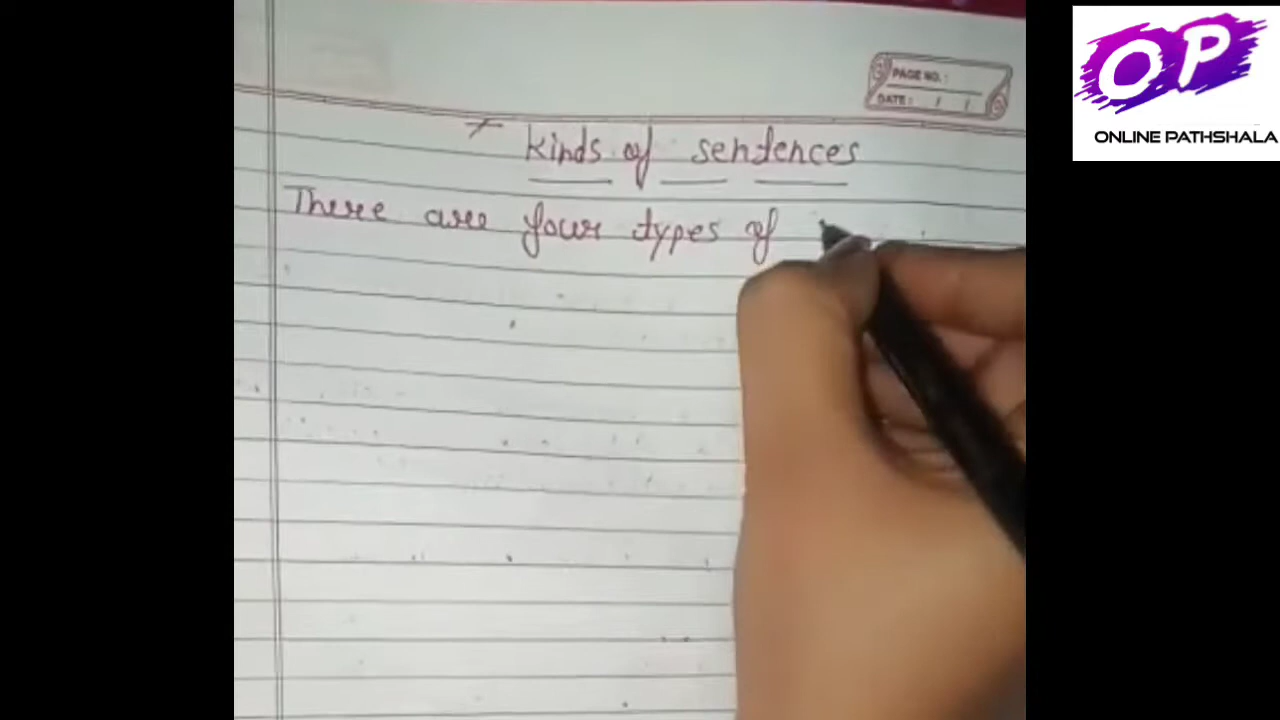 OP
ONLINE PATHSHALA
PAGE NO.:
DATE: / /
Kinds of sentences
There are four types of